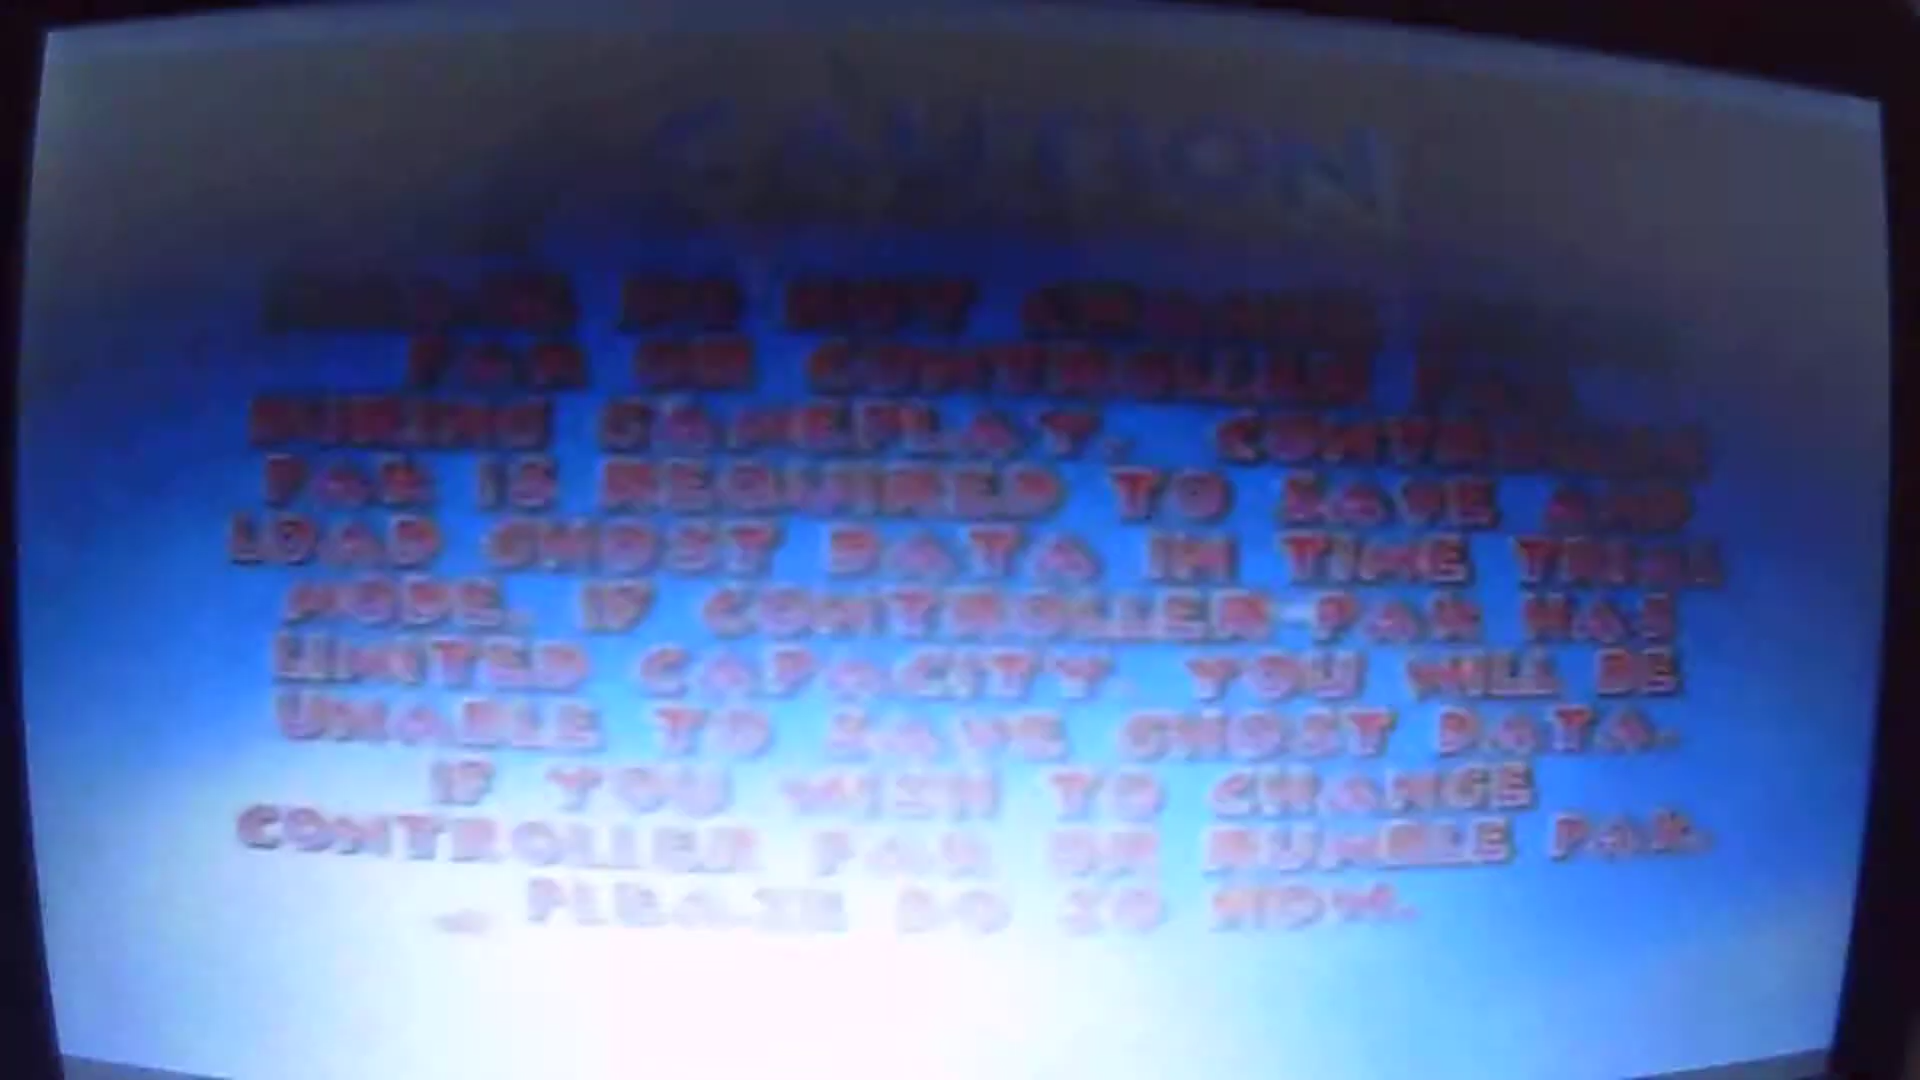 CAUTION
DO NOT CHANGE
PAK OR CONTROLLER PAK
DURING GAMEPLAY. CONTROLLER
PAK IS REQUIRED TO SAVE AND
LOAD GHOST DATA IN TIME TRIAL
MODE. IF CONTROLLER PAK HAS
LIMITED CAPACITY, YOU WILL BE
UNABLE TO SAVE GHOST DATA.
IF YOU WISH TO CHANGE
CONTROLLER PAK OR RUMBLE PAK,
PLEASE DO SO NOW.